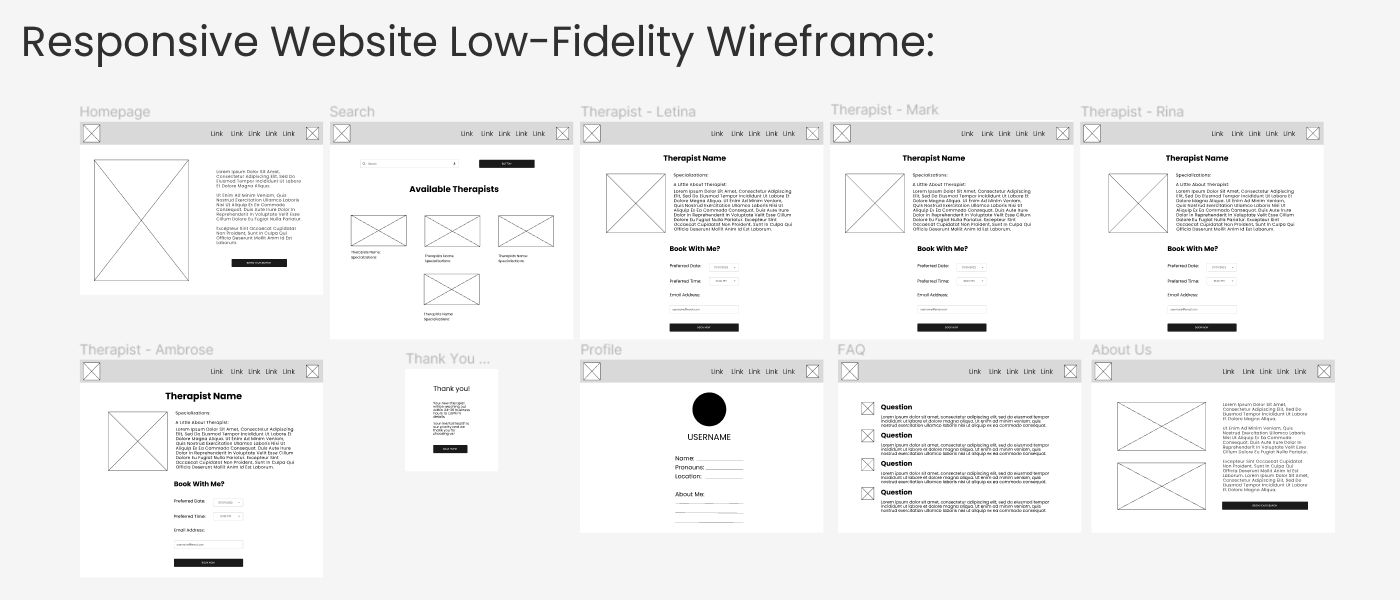 Responsive Website Low-Fidelity Wireframe:
Homepage
Link Link Link Link Link
Lorem Ipsum Dolor Sit Amet,
Consectetur Adipiscing Elit, Sed Do
Eiusmod Tempor Incididunt Ut Labore
Et Dolore Magna Aliqua.
Ut Enim Ad Minim Veniam, Quis
Nostrud Exercitation Ullamco Laboris
Nisi Ut Aliquip Ex Ea Commodo
Consequat. Duis Aute Irure Dolor In
Reprehenderit In Voluptate Velit Esse Cillum
Dolore Eu Fugiat Nulla Pariatur.
Excepteur Sint Occaecat Cupidatat
Non Proident, Sunt In Culpa Qui
Officia Deserunt Mollit Anim Id Est
Laborum.
Search
Link Link Link Link Link
Search
BUTTON
Available Therapists
Therapists Name:
Specializations:
Therapists Name:
Specializations:
Therapists Name:
Specializations:
Therapists Name:
Specializations:
Therapist - Letina
Link Link Link Link Link
Therapist Name
Specializations:
A Little About Therapist:
Lorem Ipsum Dolor Sit Amet, Consectetur Adipiscing
Elit, Sed Do Eiusmod Tempor Incididunt Ut Labore Et
Dolore Magna Aliqua. Ut Enim Ad Minim Veniam,
Quis Nostrud Exercitation Ullamco Laboris Nisi Ut
Aliquip Ex Ea Commodo Consequat. Duis Aute Irure
Dolor In Reprehenderit In Voluptate Velit Esse Cillum
Dolore Eu Fugiat Nulla Pariatur. Excepteur Sint
Occaecat Cupidatat Non Proident, Sunt In Culpa Qui
Officia Deserunt Mollit Anim Id Est Laborum.
Book With Me?
Preferred Date:
Preferred Time:
Email Address:
BOOK NOW
Therapist - Mark
Link Link Link Link Link
Therapist Name
Specializations:
A Little About Therapist:
Lorem Ipsum Dolor Sit Amet, Consectetur Adipiscing
Elit, Sed Do Eiusmod Tempor Incididunt Ut Labore Et
Dolore Magna Aliqua. Ut Enim Ad Minim Veniam,
Quis Nostrud Exercitation Ullamco Laboris Nisi Ut
Aliquip Ex Ea Commodo Consequat. Duis Aute Irure
Dolor In Reprehenderit In Voluptate Velit Esse Cillum
Dolore Eu Fugiat Nulla Pariatur. Excepteur Sint
Occaecat Cupidatat Non Proident, Sunt In Culpa Qui
Officia Deserunt Mollit Anim Id Est Laborum.
Book With Me?
Preferred Date:
Preferred Time:
Email Address:
BOOK NOW
Therapist - Rina
Link Link Link Link Link
Therapist Name
Specializations:
A Little About Therapist:
Lorem Ipsum Dolor Sit Amet, Consectetur Adipiscing
Elit, Sed Do Eiusmod Tempor Incididunt Ut Labore Et
Dolore Magna Aliqua. Ut Enim Ad Minim Veniam,
Quis Nostrud Exercitation Ullamco Laboris Nisi Ut
Aliquip Ex Ea Commodo Consequat. Duis Aute Irure
Dolor In Reprehenderit In Voluptate Velit Esse Cillum
Dolore Eu Fugiat Nulla Pariatur. Excepteur Sint
Occaecat Cupidatat Non Proident, Sunt In Culpa Qui
Officia Deserunt Mollit Anim Id Est Laborum.
Book With Me?
Preferred Date:
Preferred Time:
Email Address:
BOOK NOW
Therapist - Ambrose
Link Link Link Link Link
Therapist Name
Specializations:
A Little About Therapist:
Lorem Ipsum Dolor Sit Amet, Consectetur Adipiscing
Elit, Sed Do Eiusmod Tempor Incididunt Ut Labore Et
Dolore Magna Aliqua. Ut Enim Ad Minim Veniam,
Quis Nostrud Exercitation Ullamco Laboris Nisi Ut
Aliquip Ex Ea Commodo Consequat. Duis Aute Irure
Dolor In Reprehenderit In Voluptate Velit Esse Cillum
Dolore Eu Fugiat Nulla Pariatur. Excepteur Sint
Occaecat Cupidatat Non Proident, Sunt In Culpa Qui
Officia Deserunt Mollit Anim Id Est Laborum.
Book With Me?
Preferred Date:
Preferred Time:
Email Address:
BOOK NOW
Thank You ...
Thank you!
Profile
Link Link Link Link Link
USERNAME
Name:
Pronouns:
Location:
About Me:
FAQ
Link Link Link Link Link
Question
Lorem ipsum dolor sit amet, consectetur adipiscing elit, sed do eiusmod tempor
incididunt ut labore et dolore magna aliqua. Ut enim ad minim veniam, quis
nostrud exercitation ullamco laboris nisi ut aliquip ex ea commodo consequat.
Question
Lorem ipsum dolor sit amet, consectetur adipiscing elit, sed do eiusmod tempor
incididunt ut labore et dolore magna aliqua. Ut enim ad minim veniam, quis
nostrud exercitation ullamco laboris nisi ut aliquip ex ea commodo consequat.
Question
Lorem ipsum dolor sit amet, consectetur adipiscing elit, sed do eiusmod tempor
incididunt ut labore et dolore magna aliqua. Ut enim ad minim veniam, quis
nostrud exercitation ullamco laboris nisi ut aliquip ex ea commodo consequat.
Question
Lorem ipsum dolor sit amet, consectetur adipiscing elit, sed do eiusmod tempor
incididunt ut labore et dolore magna aliqua. Ut enim ad minim veniam, quis
nostrud exercitation ullamco laboris nisi ut aliquip ex ea commodo consequat.
About Us
Link Link Link Link Link
Lorem Ipsum Dolor Sit Amet,
Consectetur Adipiscing Elit, Sed Do
Eiusmod Tempor Incididunt Ut Labore
Et Dolore Magna Aliqua.
Ut Enim Ad Minim Veniam, Quis
Nostrud Exercitation Ullamco Laboris
Nisi Ut Aliquip Ex Ea Commodo
Consequat. Duis Aute Irure Dolor In
Reprehenderit In Voluptate Velit Esse Cillum
Dolore Eu Fugiat Nulla Pariatur.
Excepteur Sint Occaecat Cupidatat
Non Proident, Sunt In Culpa Qui
Officia Deserunt Mollit Anim Id Est